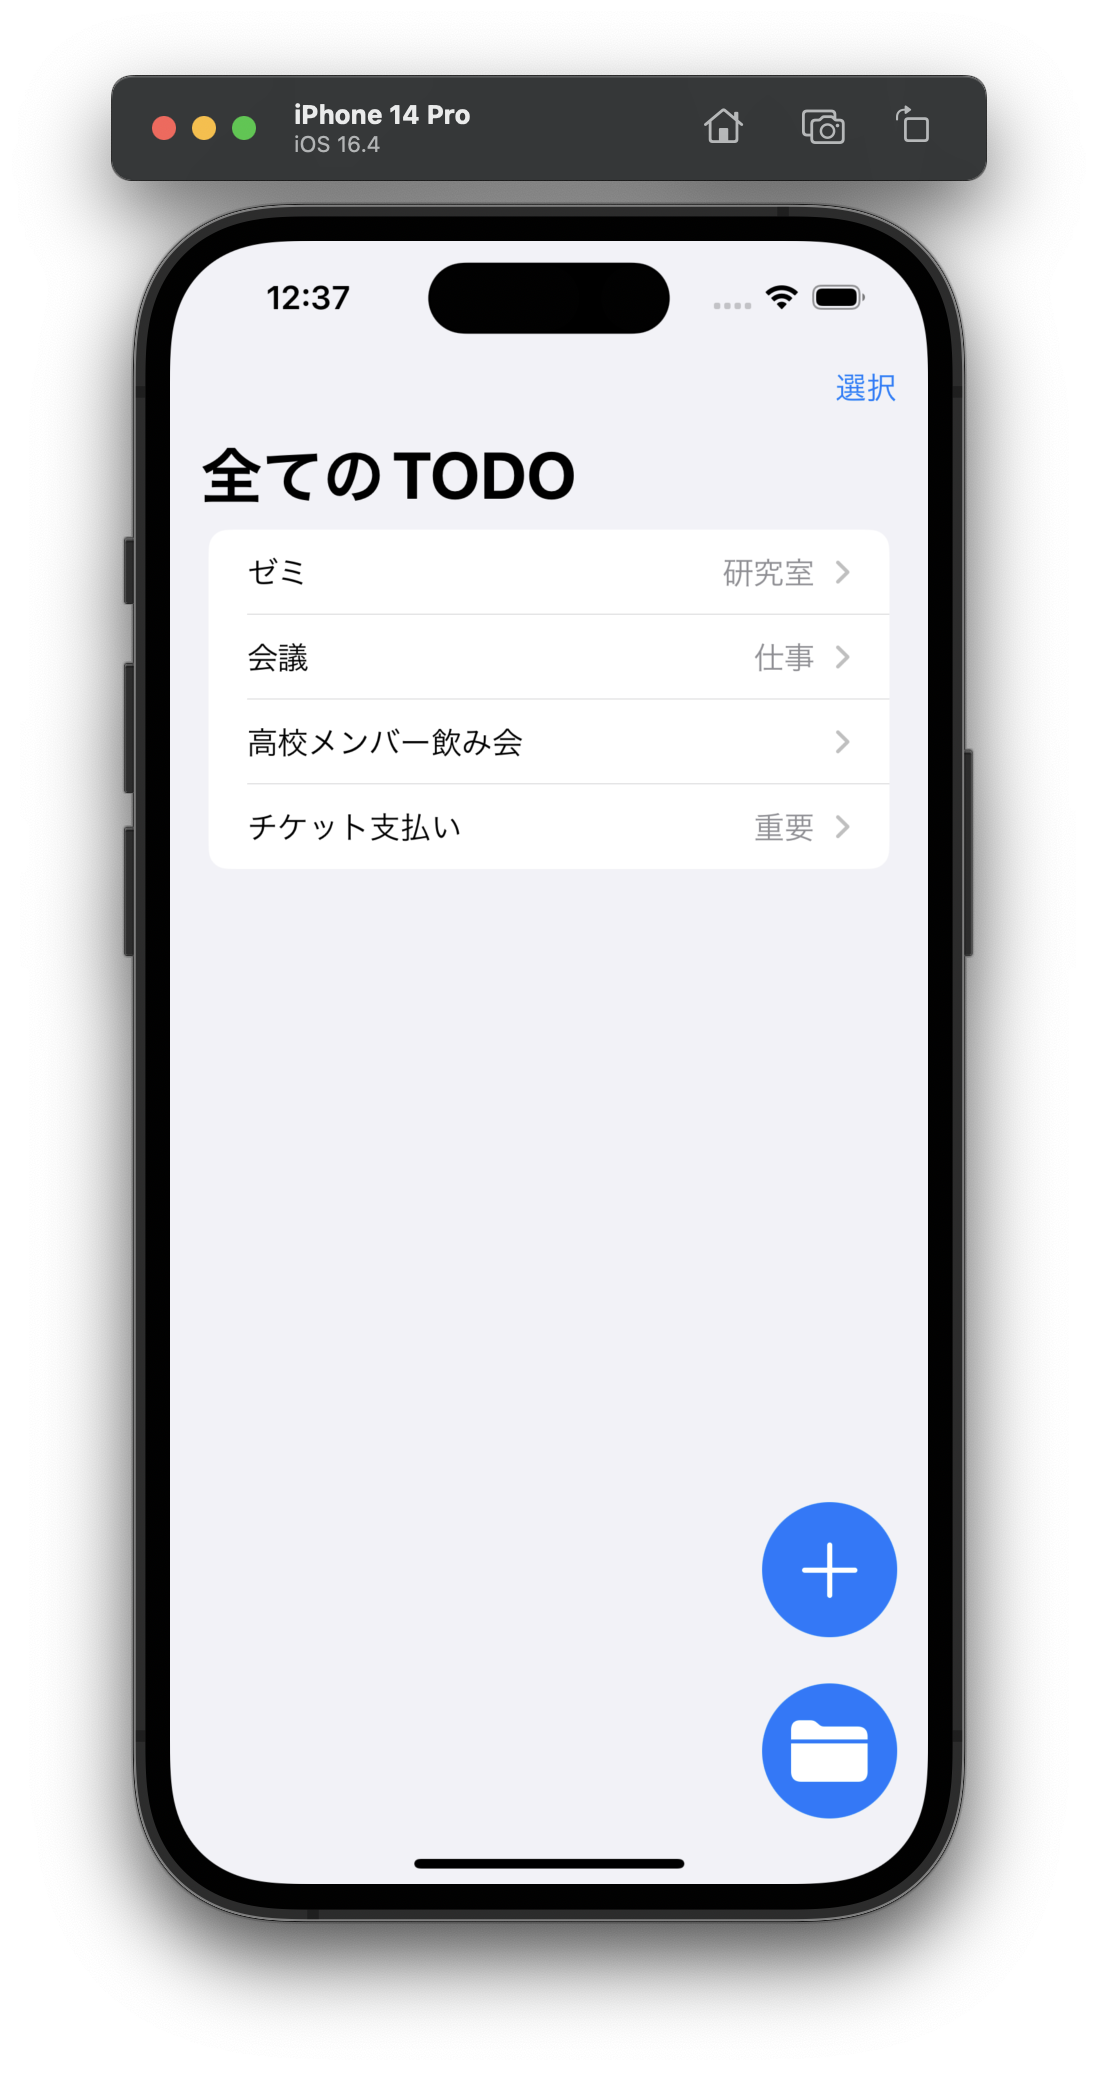 iPhone 14 Pro
iOS 16.4
12:37
選択
全てのTODO
ゼミ 研究室
会議 仕事
高校メンバー飲み会
チケット支払い 重要